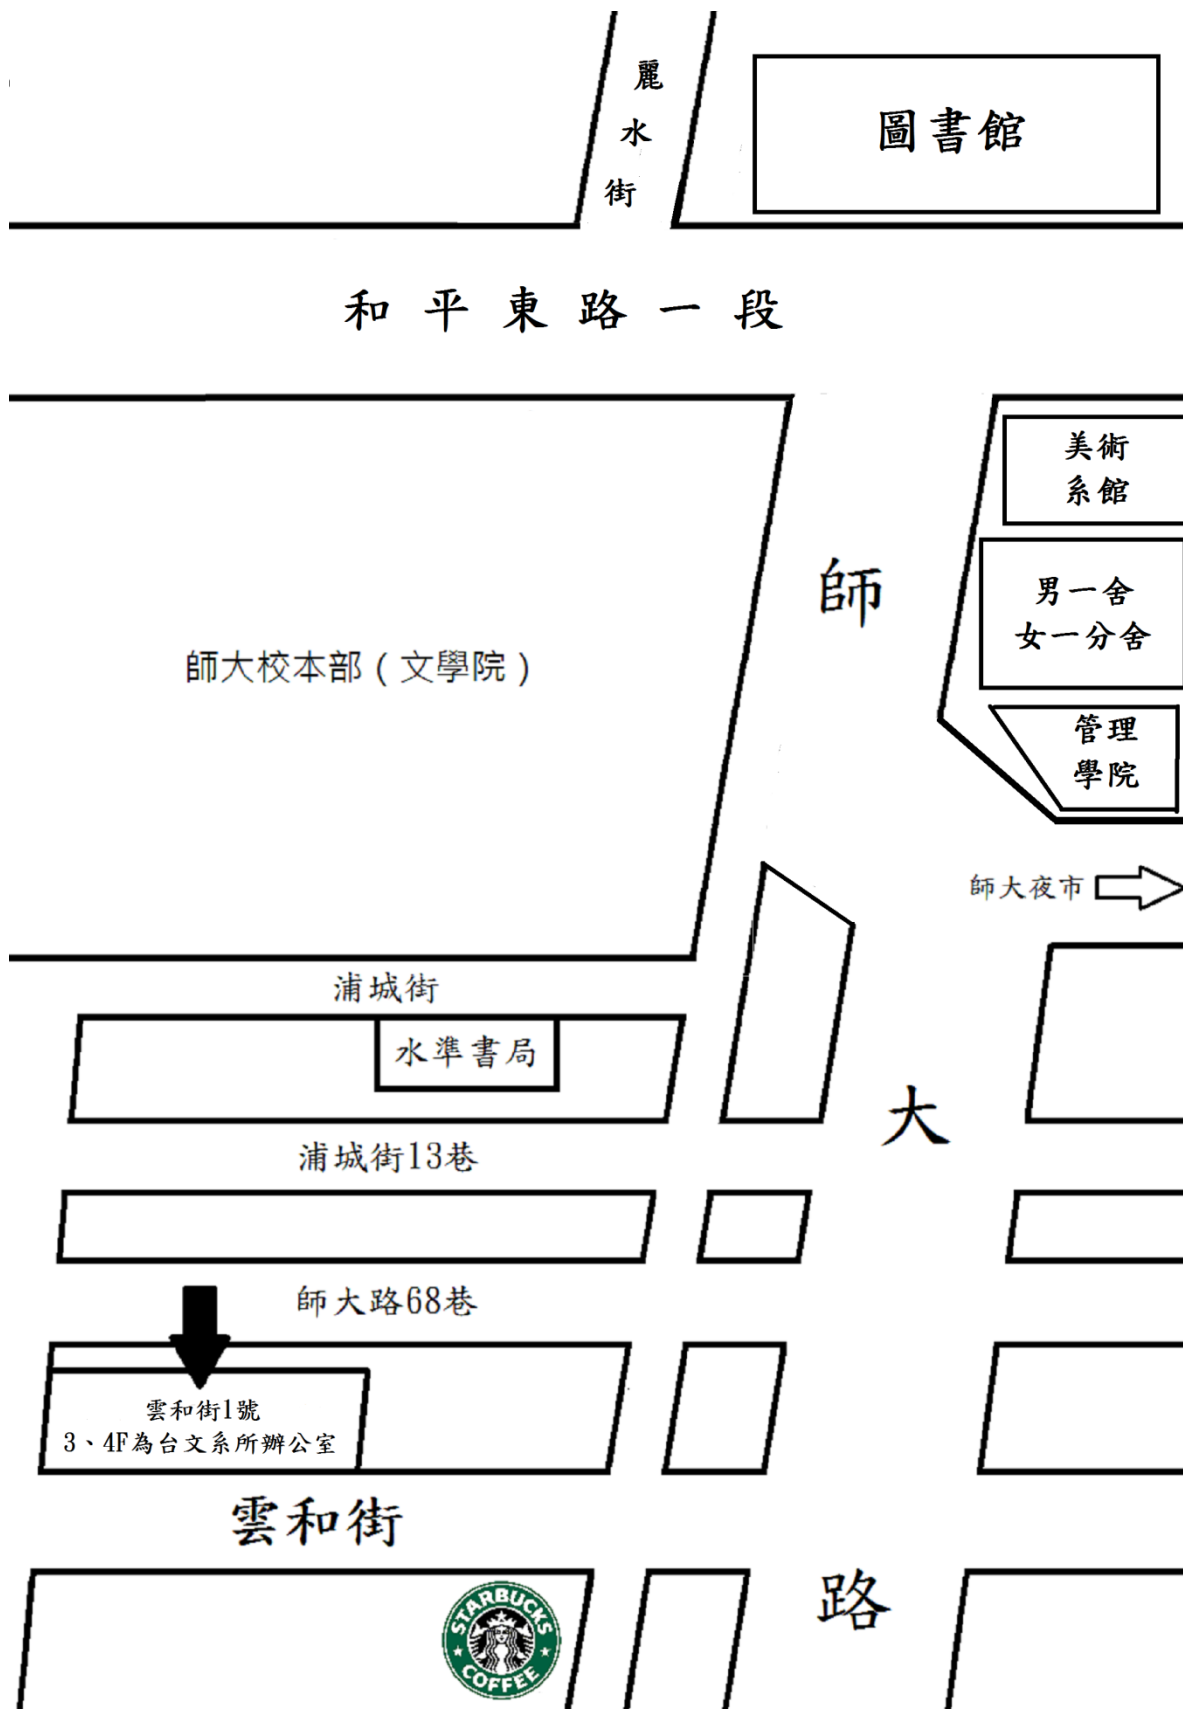 麗水街
圖書館
和平東路一段
美術
系館
師大路
男一舍
女一分舍
師大校本部（文學院）
管理
學院
師大夜市
浦城街
水準書局
浦城街13巷
師大路68巷
雲和街1號
3、4F為台文系所辦公室
雲和街
STARBUCKS
COFFEE